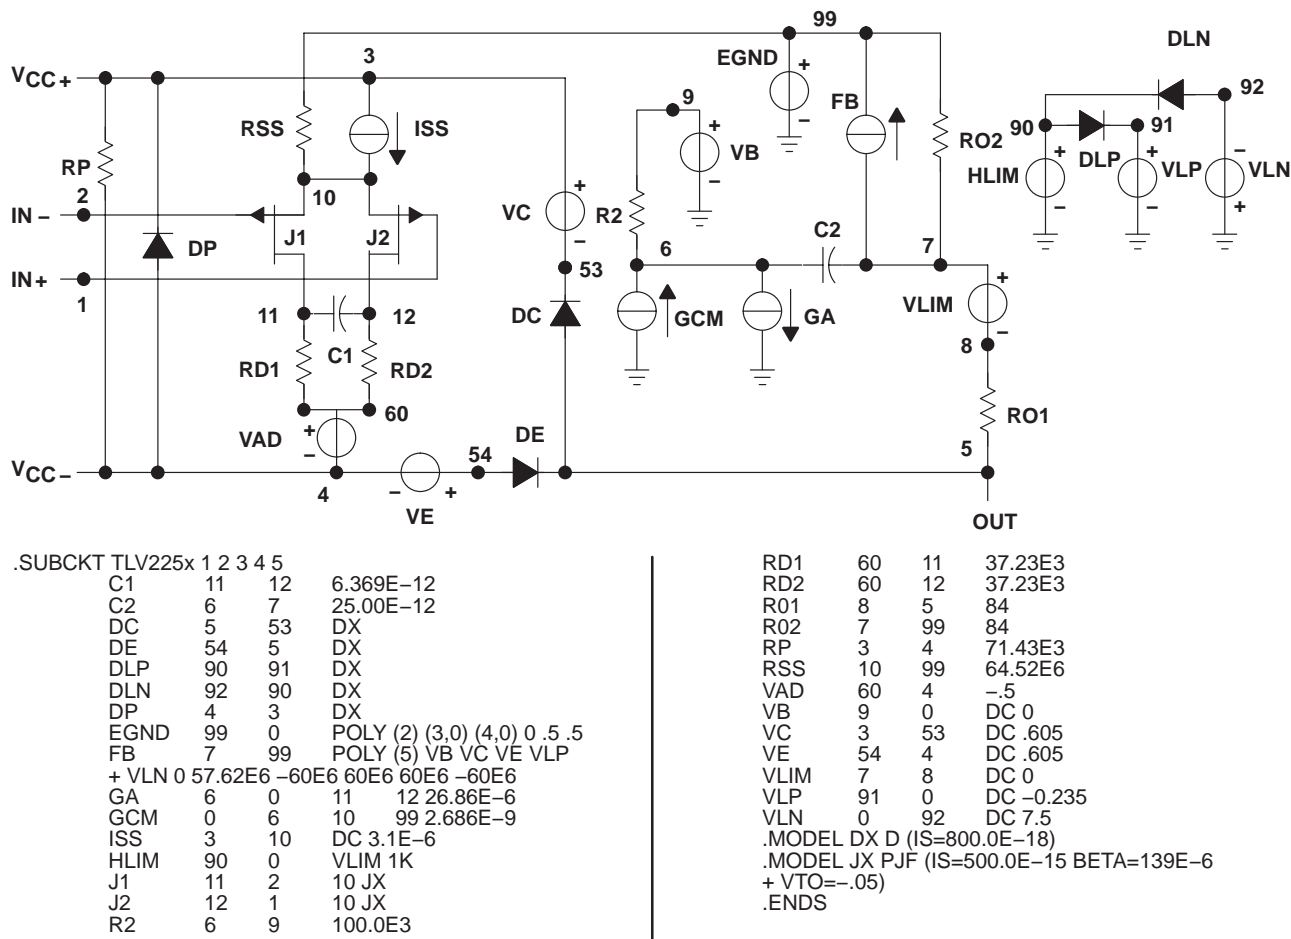 99
3
DLN
VCC+
EGND
+
−
9
FB
92
RSS
ISS
+
−
VB
RO2
90
91
RP
DLP
+
−
HLIM
+
−
VLP
−
+
VLN
2
10
IN−
J1
J2
VC
+
−
R2
C2
DP
6
7
IN+
53
1
+
−
VLIM
11
12
DC
GCM
GA
C1
8
RD1
RD2
60
RO1
VAD
+
−
DE
54
5
VCC−
4
−
+
VE
OUT
.SUBCKT TLV225x 1 2 3 4 5
C1 11 12 6.369E−12
C2 6 7 25.00E−12
DC 5 53 DX
DE 54 5 DX
DLP 90 91 DX
DLN 92 90 DX
DP 4 3 DX
EGND 99 0 POLY (2) (3,0) (4,0) 0 .5 .5
FB 7 99 POLY (5) VB VC VE VLP
+ VLN 0 57.62E6 −60E6 60E6 60E6 −60E6
GA 6 0 11 12 26.86E−6
GCM 0 6 10 99 2.686E−9
ISS 3 10 DC 3.1E−6
HLIM 90 0 VLIM 1K
J1 11 2 10 JX
J2 12 1 10 JX
R2 6 9 100.0E3
RD1 60 11 37.23E3
RD2 60 12 37.23E3
R01 8 5 84
R02 7 99 84
RP 3 4 71.43E3
RSS 10 99 64.52E6
VAD 60 4 −.5
VB 9 0 DC 0
VC 3 53 DC .605
VE 54 4 DC .605
VLIM 7 8 DC 0
VLP 91 0 DC −0.235
VLN 0 92 DC 7.5
.MODEL DX D (IS=800.0E−18)
.MODEL JX PJF (IS=500.0E−15 BETA=139E−6
+ VTO=−.05)
.ENDS